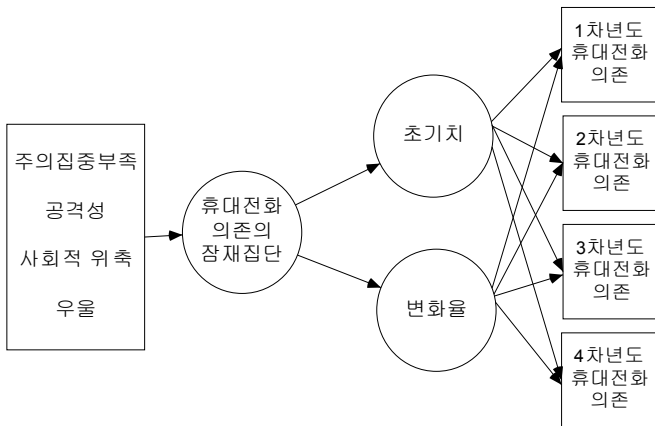 주의집중부족
공격성
사회적 위축
우울
휴대전화
의존의
잠재집단
초기치
변화율
1차년도
휴대전화
의존
2차년도
휴대전화
의존
3차년도
휴대전화
의존
4차년도
휴대전화
의존